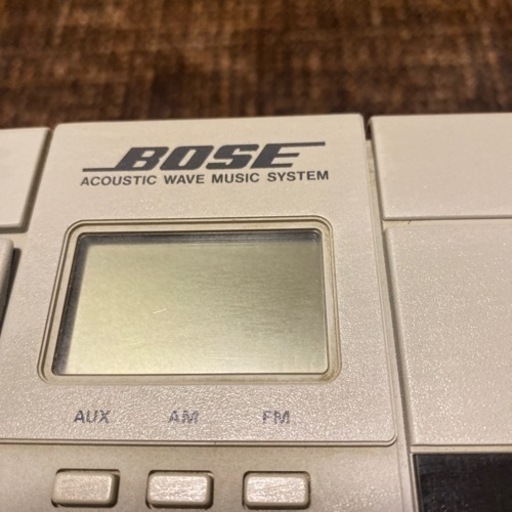 BOSE
ACOUSTIC WAVE MUSIC SYSTEM
AUX AM FM